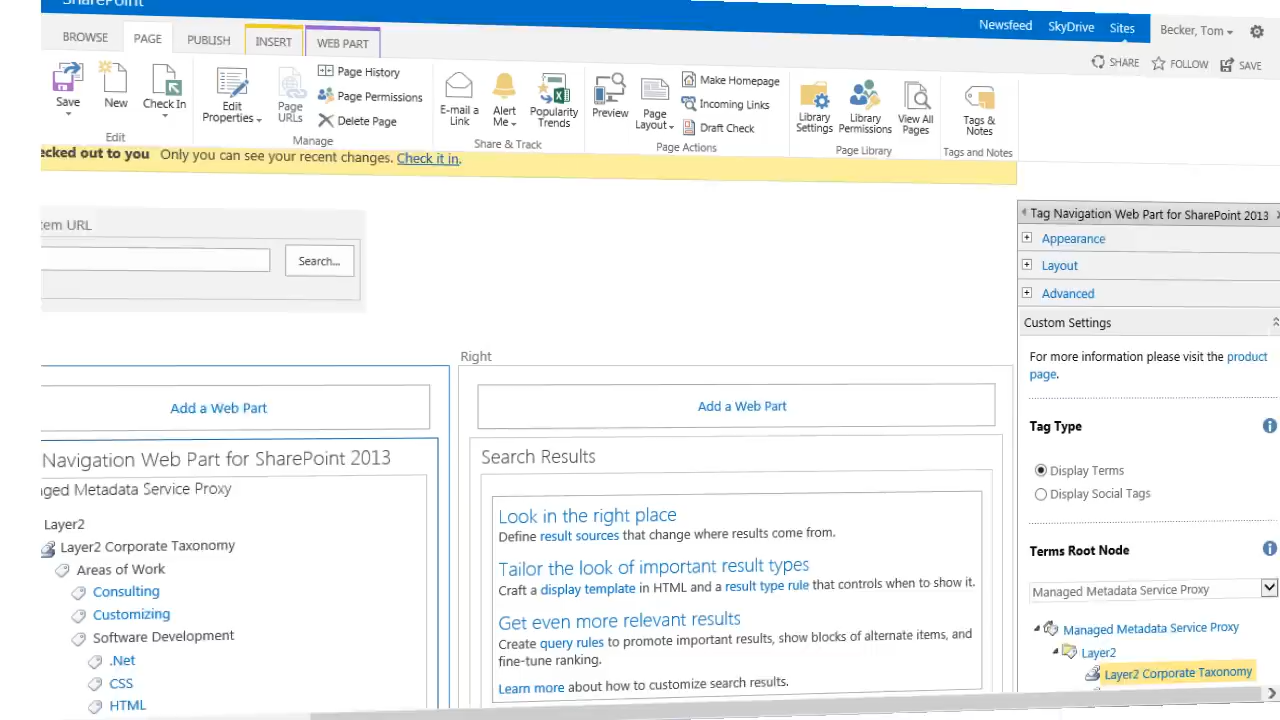 SharePoint
Newsfeed SkyDrive Sites Becker, Tom
BROWSE PAGE PUBLISH INSERT WEB PART
SHARE FOLLOW SAVE
Save
New
Check In
Edit
Edit
Properties
Page
URLs
Page History
Page Permissions
Delete Page
Manage
E-mail a
Link
Alert
Me
Popularity
Trends
Share & Track
Preview
Page
Layout
Make Homepage
Incoming Links
Draft Check
Page Actions
Library
Settings
Library
Permissions
View All
Pages
Page Library
Tags &
Notes
Tags and Notes
ecked out to you Only you can see your recent changes. Check it in.
tem URL
Search...
Add a Web Part
Navigation Web Part for SharePoint 2013
aged Metadata Service Proxy
Layer2
Layer2 Corporate Taxonomy
Areas of Work
Consulting
Customizing
Software Development
.Net
CSS
HTML
Right
Add a Web Part
Search Results
Look in the right place
Define result sources that change where results come from.
Tailor the look of important result types
Craft a display template in HTML and a result type rule that controls when to show it.
Get even more relevant results
Create query rules to promote important results, show blocks of alternate items, and
fine-tune ranking.
Learn more about how to customize search results.
Tag Navigation Web Part for SharePoint 2013
Appearance
Layout
Advanced
Custom Settings
For more information please visit the product
page.
Tag Type
Display Terms
Display Social Tags
Terms Root Node
Managed Metadata Service Proxy
Managed Metadata Service Proxy
Layer2
Layer2 Corporate Taxonomy